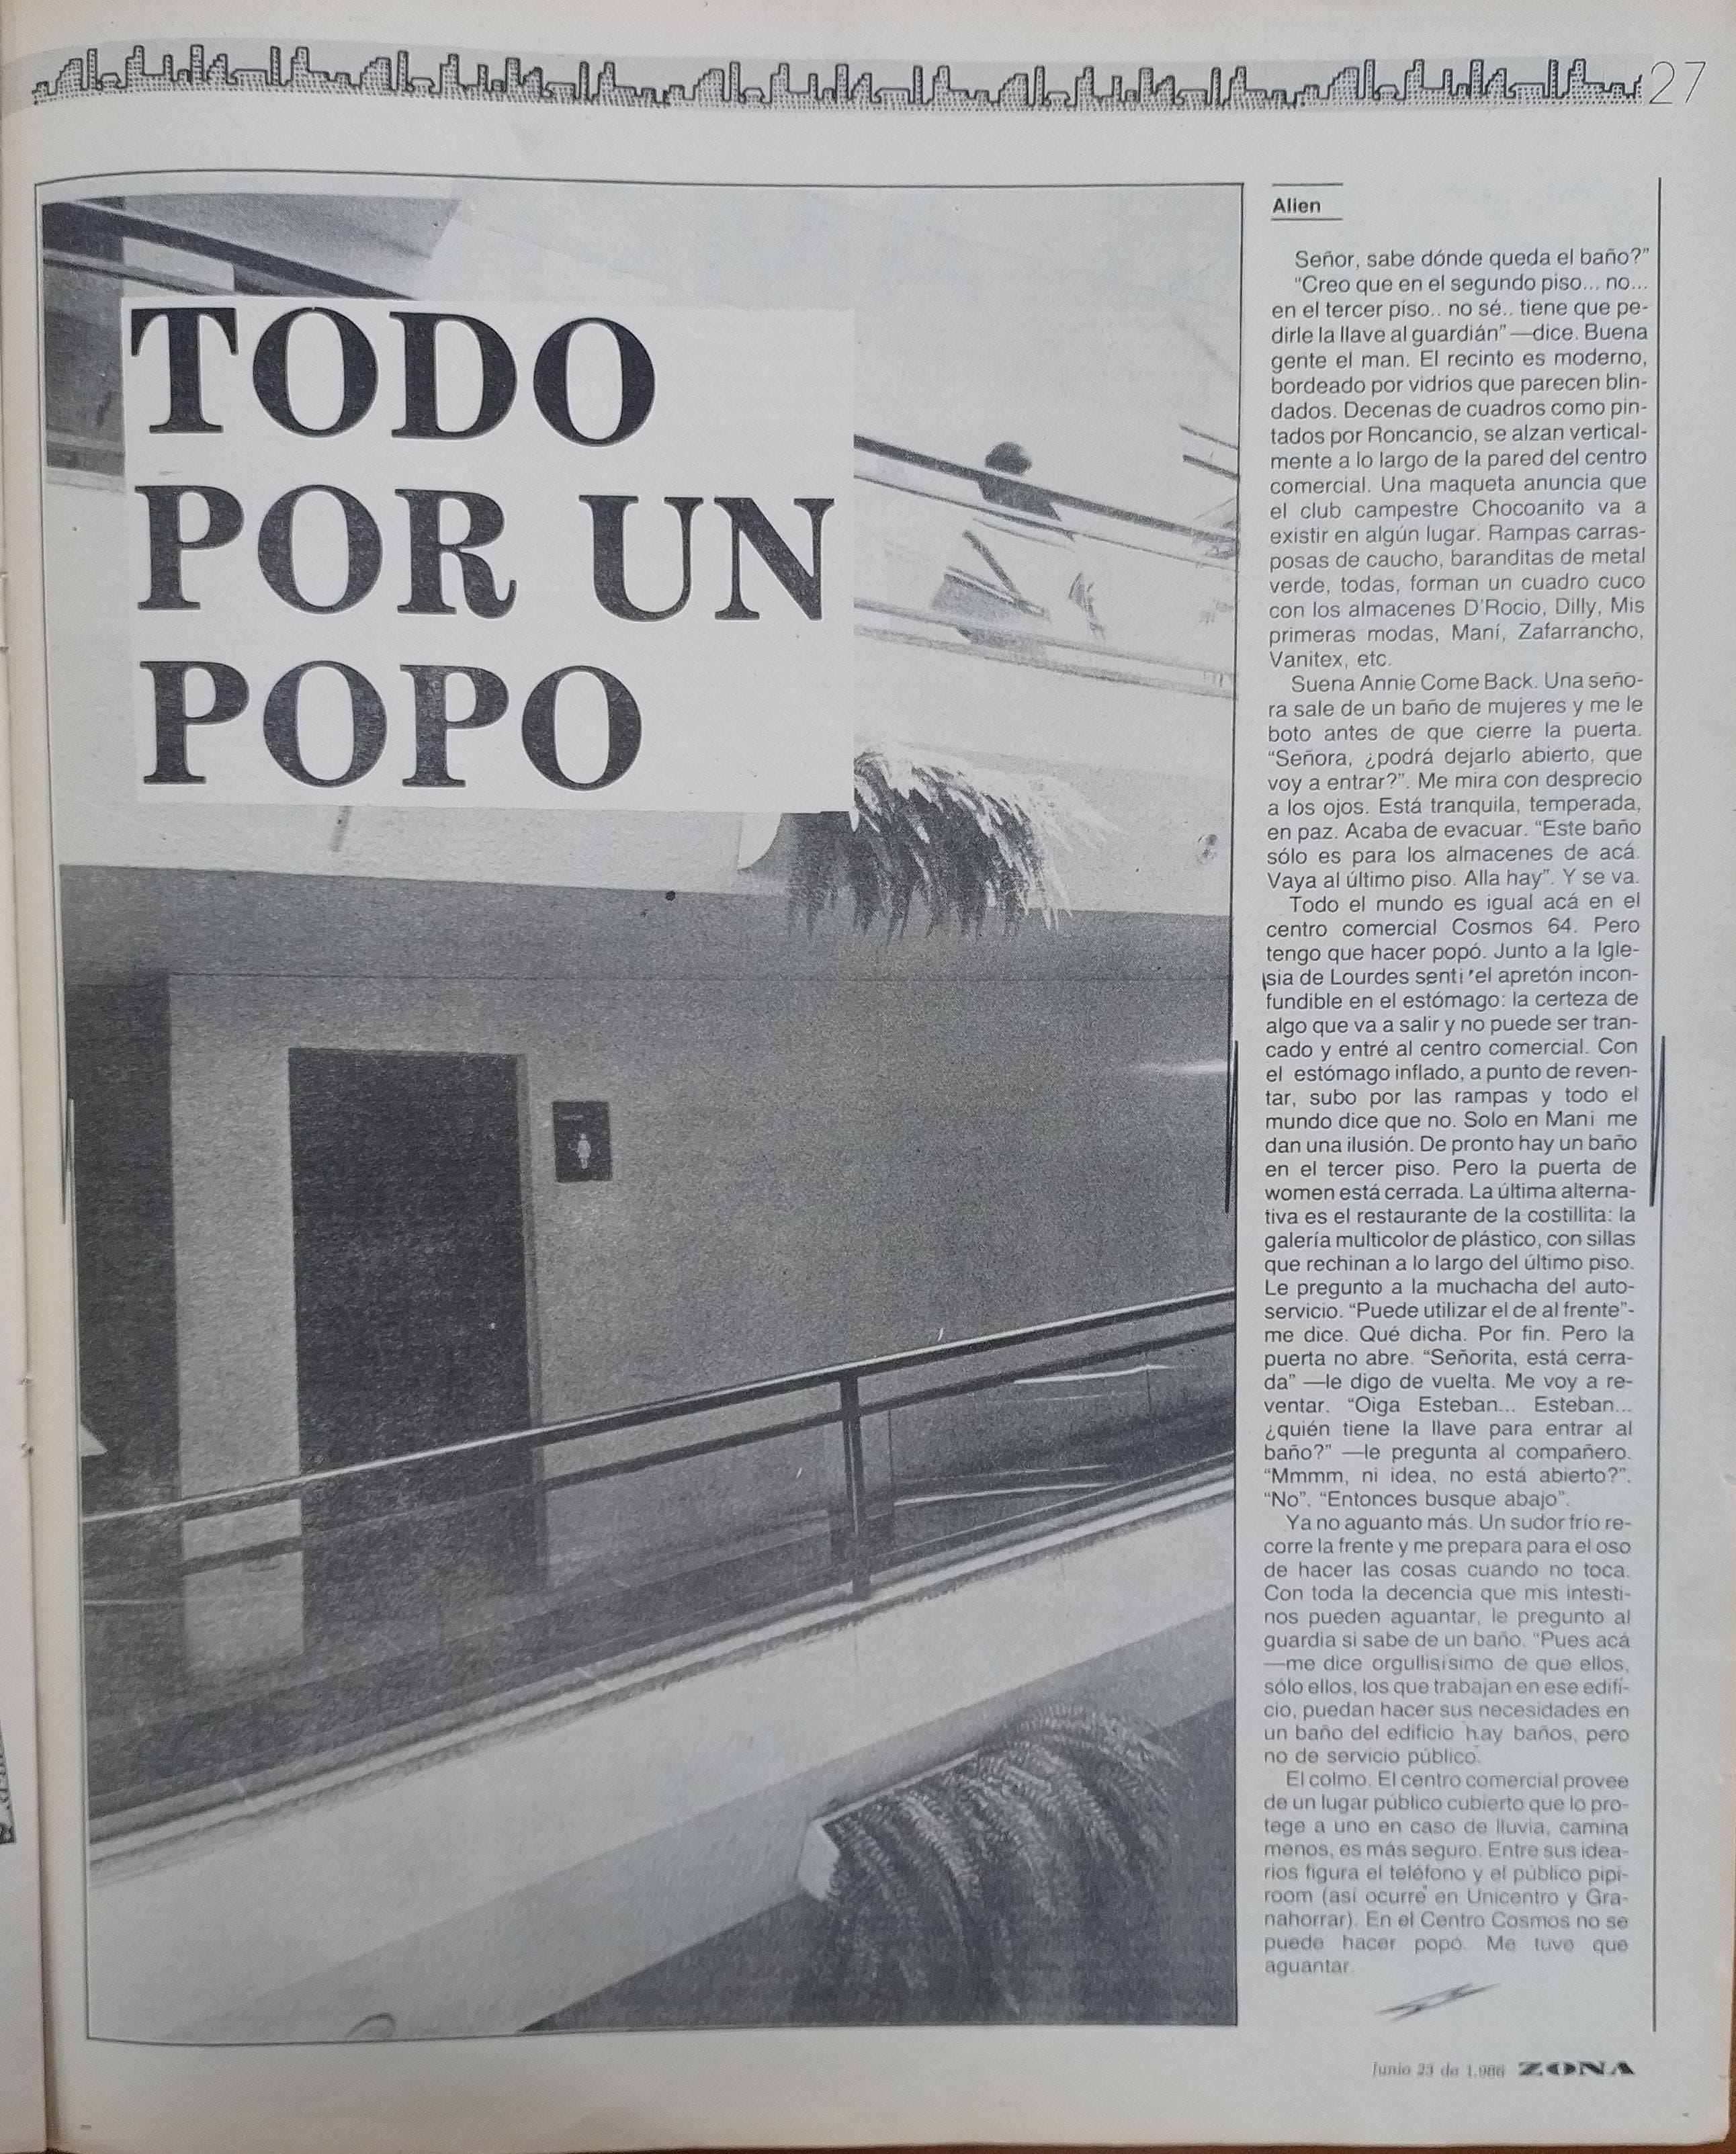 27
TODO
POR UN
POPO
Alien
Señor, sabe dónde queda el baño?”
“Creo que en el segundo piso... no...
en el tercer piso.. no sé.. tiene que pe-
dirle la llave al guardián” —dice. Buena
gente el man. El recinto es moderno,
bordeado por vidrios que parecen blin-
dados. Decenas de cuadros como pin-
tados por Roncancio, se alzan vertical-
mente a lo largo de la pared del centro
comercial. Una maqueta anuncia que
el club campestre Chocoanito va a
existir en algún lugar. Rampas carras-
posas de caucho, baranditas de metal
verde, todas, forman un cuadro cuco
con los almacenes D'Rocio, Dilly, Mis
primeras modas, Maní, Zafarrancho,
Vanitex, etc.
Suena Annie Come Back. Una seño-
ra sale de un baño de mujeres y me le
boto antes de que cierre la puerta.
“Señora, ¿podrá dejarlo abierto, que
voy a entrar?”. Me mira con desprecio
a los ojos. Está tranquila, temperada,
en paz. Acaba de evacuar. “Este baño
sólo es para los almacenes de acá.
Vaya al último piso. Alla hay”. Y se va.
Todo el mundo es igual acá en el
centro comercial Cosmos 64. Pero
tengo que hacer popó. Junto a la Igle-
sia de Lourdes senti el apretón incon-
fundible en el estómago: la certeza de
algo que va a salir y no puede ser tran-
cado y entré al centro comercial. Con
el estómago inflado, a punto de reven-
tar, subo por las rampas y todo el
mundo dice que no. Solo en Mani me
dan una ilusión. De pronto hay un baño
en el tercer piso. Pero la puerta de
women está cerrada. La última alterna-
tiva es el restaurante de la costillita: la
galería multicolor de plástico, con sillas
que rechinan a lo largo del último piso.
Le pregunto a la muchacha del auto-
servicio. “Puede utilizar el de al frente”-
me dice. Qué dicha. Por fin. Pero la
puerta no abre. “Señorita, está cerra-
da” —le digo de vuelta. Me voy a re-
ventar. “Oiga Esteban... Esteban...
¿quién tiene la llave para entrar al
baño?” —le pregunta al compañero.
“Mmmm, ni idea, no está abierto?”.
“No”. “Entonces busque abajo”.
Ya no aguanto más. Un sudor frío re-
corre la frente y me prepara para el oso
de hacer las cosas cuando no toca.
Con toda la decencia que mis intesti-
nos pueden aguantar, le pregunto al
guardia si sabe de un baño. “Pues acá
—me dice orgullisísimo de que ellos,
sólo ellos, los que trabajan en ese edifi-
cio, puedan hacer sus necesidades en
un baño del edificio hay baños, pero
no de servicio público.
El colmo. El centro comercial provee
de un lugar público cubierto que lo pro-
tege a uno en caso de lluvia, camina
menos, es más seguro. Entre sus idea-
rios figura el teléfono y el público pipi-
room (así ocurre en Unicentro y Gra-
nahorrar). En el Centro Cosmos no se
puede hacer popó. Me tuve que
aguantar.
Junio 23 de 1.986 ZONA